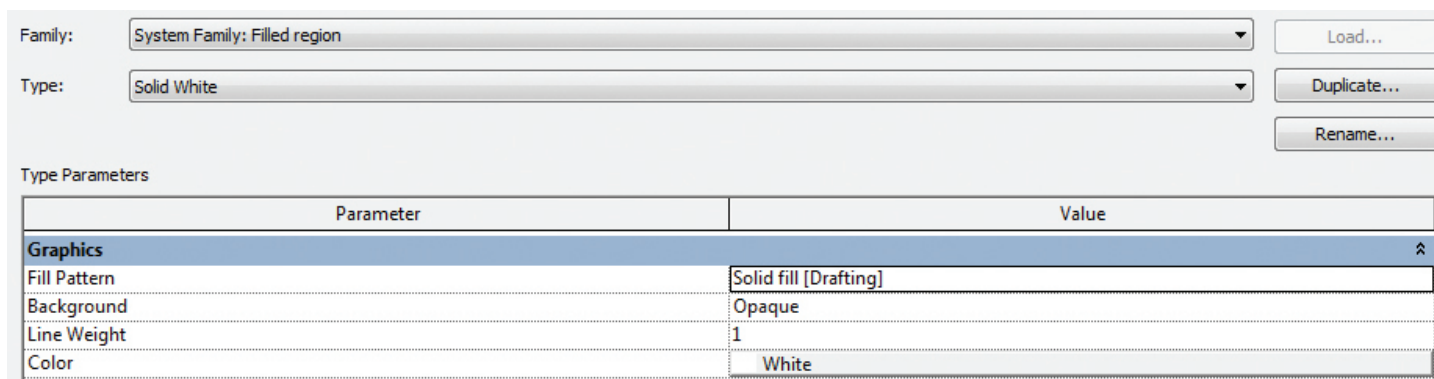 Family: System Family: Filled region Load...
Type: Solid White Duplicate...
Rename...
Type Parameters
Parameter Value
Graphics
Fill Pattern Solid fill [Drafting]
Background Opaque
Line Weight 1
Color White